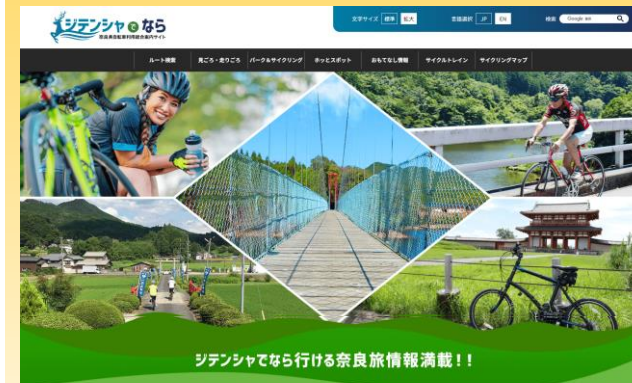 ジテンシャでなら
奈良県自転車利用総合案内サイト
文字サイズ 標準 拡大 言語選択 JP EN 検索 Google
ルート検索 見ごろ・走りごろ パーク&サイクリング ホッとスポット おもてなし情報 サイクルトレイン サイクリングマップ
ジテンシャでなら行ける奈良旅情報満載!!